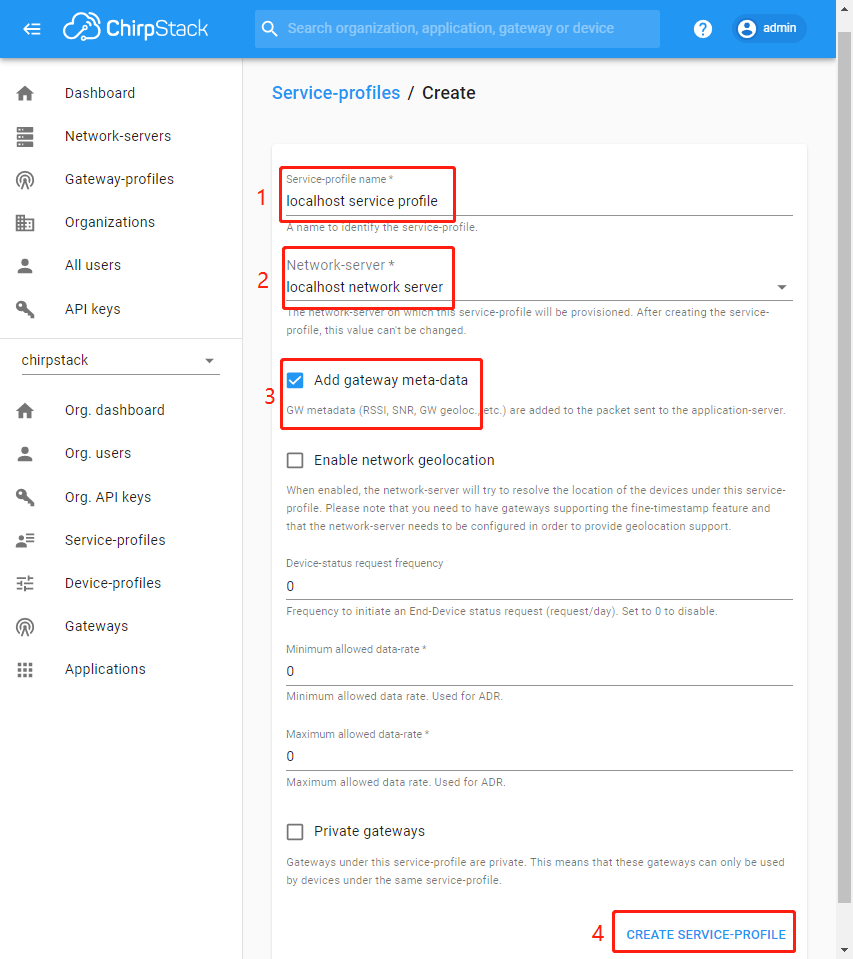 ChirpStack
Search organization, application, gateway or device
?
admin
Dashboard
Network-servers
Gateway-profiles
Organizations
All users
API keys
chirpstack
Org. dashboard
Org. users
Org. API keys
Service-profiles
Device-profiles
Gateways
Applications
Service-profiles / Create
1
Service-profile name *
localhost service profile
A name to identify the service-profile.
2
Network-server *
localhost network server
The network-server on which this service-profile will be provisioned. After creating the service-
profile, this value can't be changed.
3
Add gateway meta-data
GW metadata (RSSI, SNR, GW geoloc., etc.) are added to the packet sent to the application-server.
Enable network geolocation
When enabled, the network-server will try to resolve the location of the devices under this service-
profile. Please note that you need to have gateways supporting the fine-timestamp feature and
that the network-server needs to be configured in order to provide geolocation support.
Device-status request frequency
0
Frequency to initiate an End-Device status request (request/day). Set to 0 to disable.
Minimum allowed data-rate *
0
Minimum allowed data rate. Used for ADR.
Maximum allowed data-rate *
0
Maximum allowed data rate. Used for ADR.
Private gateways
Gateways under this service-profile are private. This means that these gateways can only be used
by devices under the same service-profile.
4
CREATE SERVICE-PROFILE